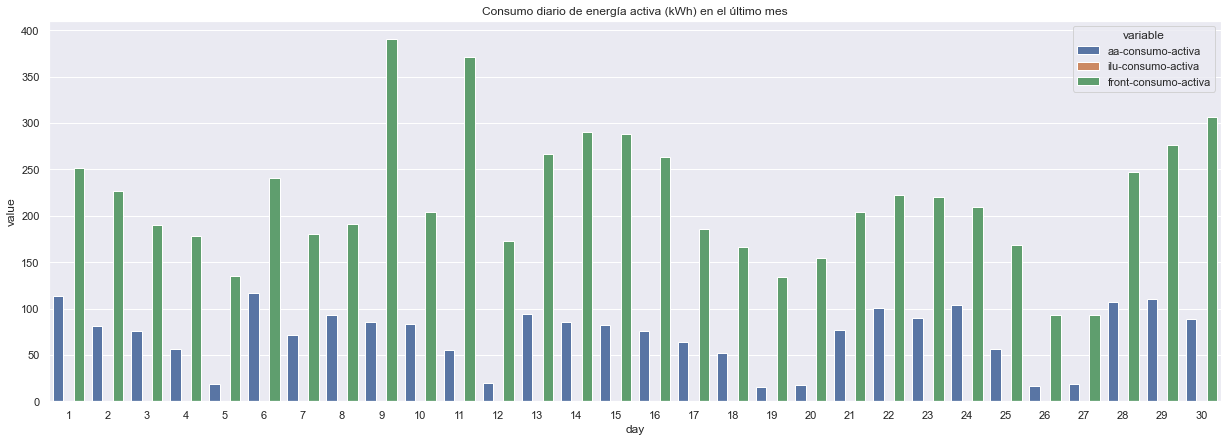 Consumo diario de energía activa (kWh) en el último mes
variable
aa-consumo-activa
ilu-consumo-activa
front-consumo-activa
400
350
300
250
200
150
100
50
0
value
1 2 3 4 5 6 7 8 9 10 11 12 13 14 15 16 17 18 19 20 21 22 23 24 25 26 27 28 29 30
day